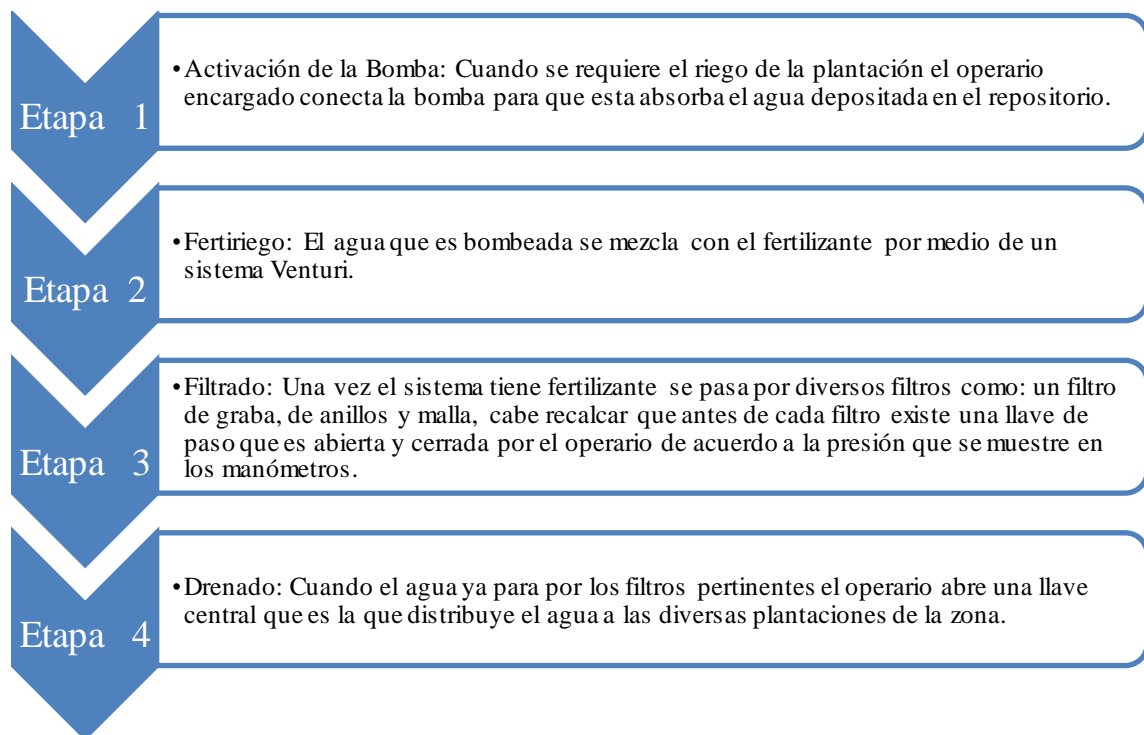 Etapa 1
•Activación de la Bomba: Cuando se requiere el riego de la plantación el operario
encargado conecta la bomba para que esta absorba el agua depositada en el repositorio.
Etapa 2
•Fertiriego: El agua que es bombeada se mezcla con el fertilizante por medio de un
sistema Venturi.
Etapa 3
•Filtrado: Una vez el sistema tiene fertilizante se pasa por diversos filtros como: un filtro
de graba, de anillos y malla, cabe recalcar que antes de cada filtro existe una llave de
paso que es abierta y cerrada por el operario de acuerdo a la presión que se muestre en
los manómetros.
Etapa 4
•Drenado: Cuando el agua ya para por los filtros pertinentes el operario abre una llave
central que es la que distribuye el agua a las diversas plantaciones de la zona.